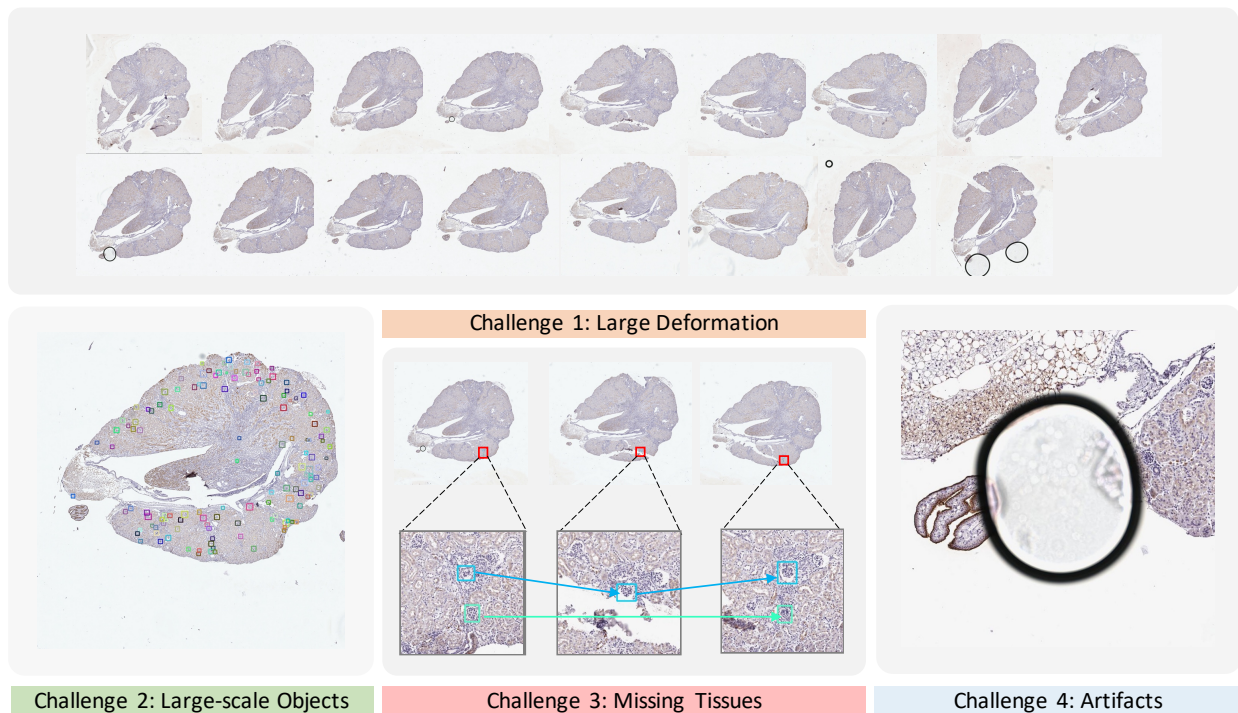 Challenge 1: Large Deformation
Challenge 2: Large-scale Objects
Challenge 3: Missing Tissues
Challenge 4: Artifacts